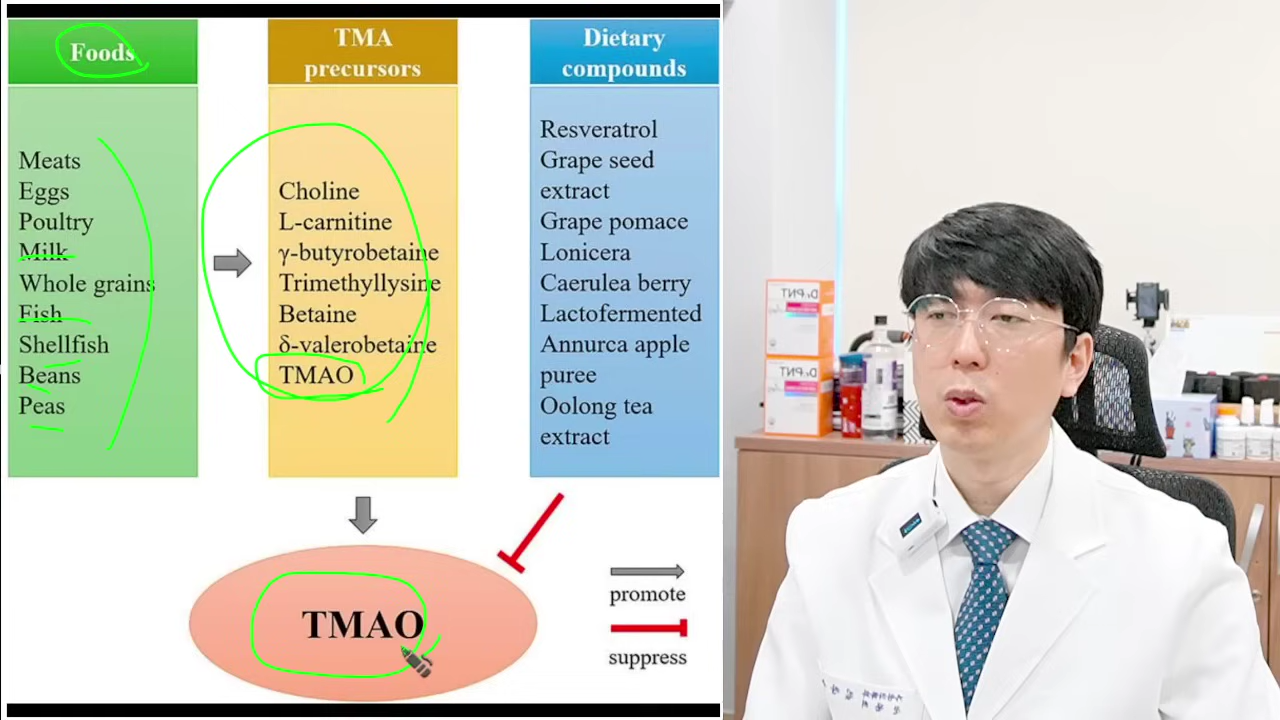 Foods
Meats
Eggs
Poultry
Milk
Whole grains
Fish
Shellfish
Beans
Peas
TMA
precursors
Choline
L-carnitine
γ-butyrobetaine
Trimethyllysine
Betaine
δ-valerobetaine
TMAO
Dietary
compounds
Resveratrol
Grape seed
extract
Grape pomace
Lonicera
Caerulea berry
Lactofermented
Annurca apple
puree
Oolong tea
extract
TMAO
promote
suppress
Dr.PNT
Dr.PNT